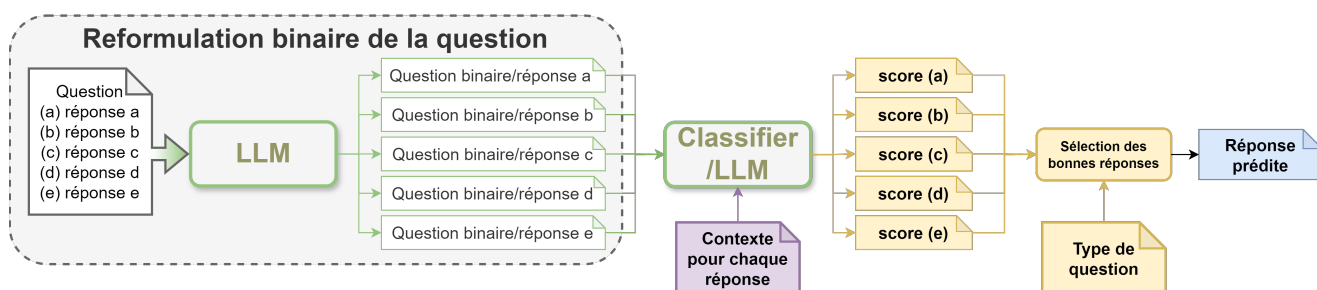 Reformulation binaire de la question
Question
(a) réponse a
(b) réponse b
(c) réponse c
(d) réponse d
(e) réponse e
LLM
Question binaire/réponse a
Question binaire/réponse b
Question binaire/réponse c
Question binaire/réponse d
Question binaire/réponse e
Classifier
/LLM
Contexte
pour chaque
réponse
score (a)
score (b)
score (c)
score (d)
score (e)
Sélection des
bonnes réponses
Type de
question
Réponse
prédite